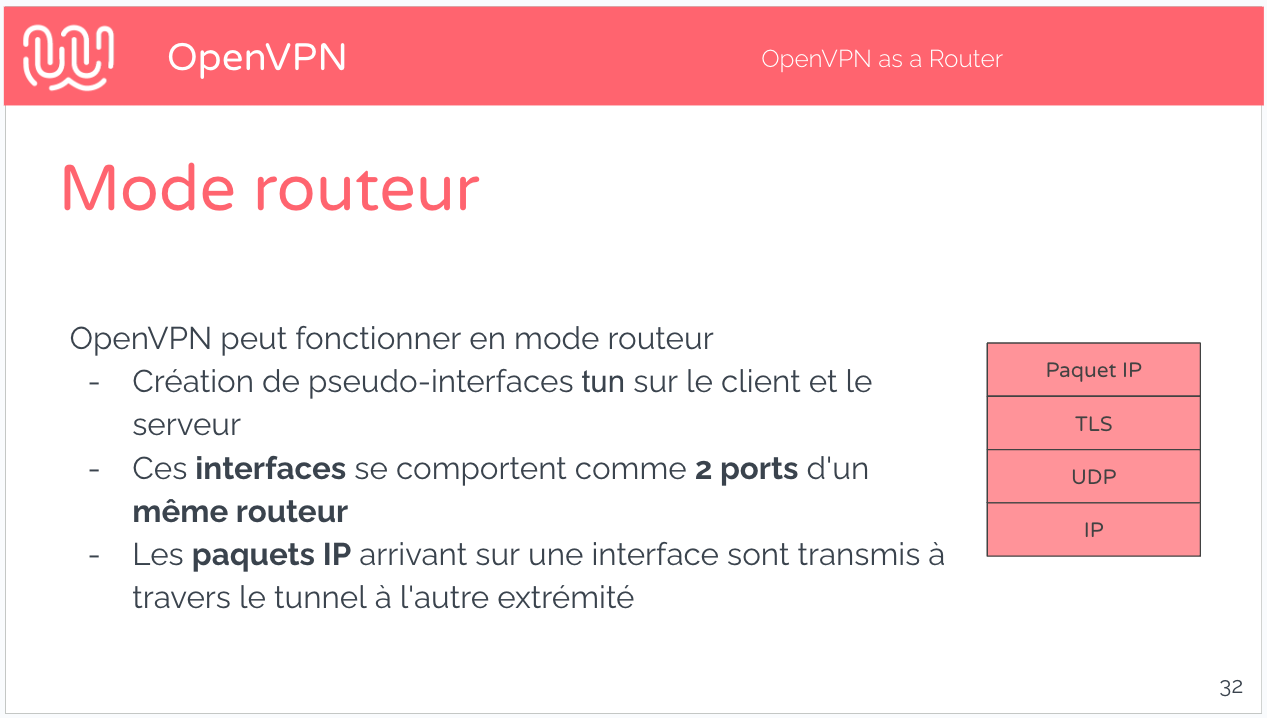 OpenVPN
OpenVPN as a Router
Mode routeur
OpenVPN peut fonctionner en mode routeur
- Création de pseudo-interfaces tun sur le client et le
serveur
- Ces interfaces se comportent comme 2 ports d'un
même routeur
- Les paquets IP arrivant sur une interface sont transmis à
travers le tunnel à l'autre extrémité
Paquet IP
TLS
UDP
IP
32